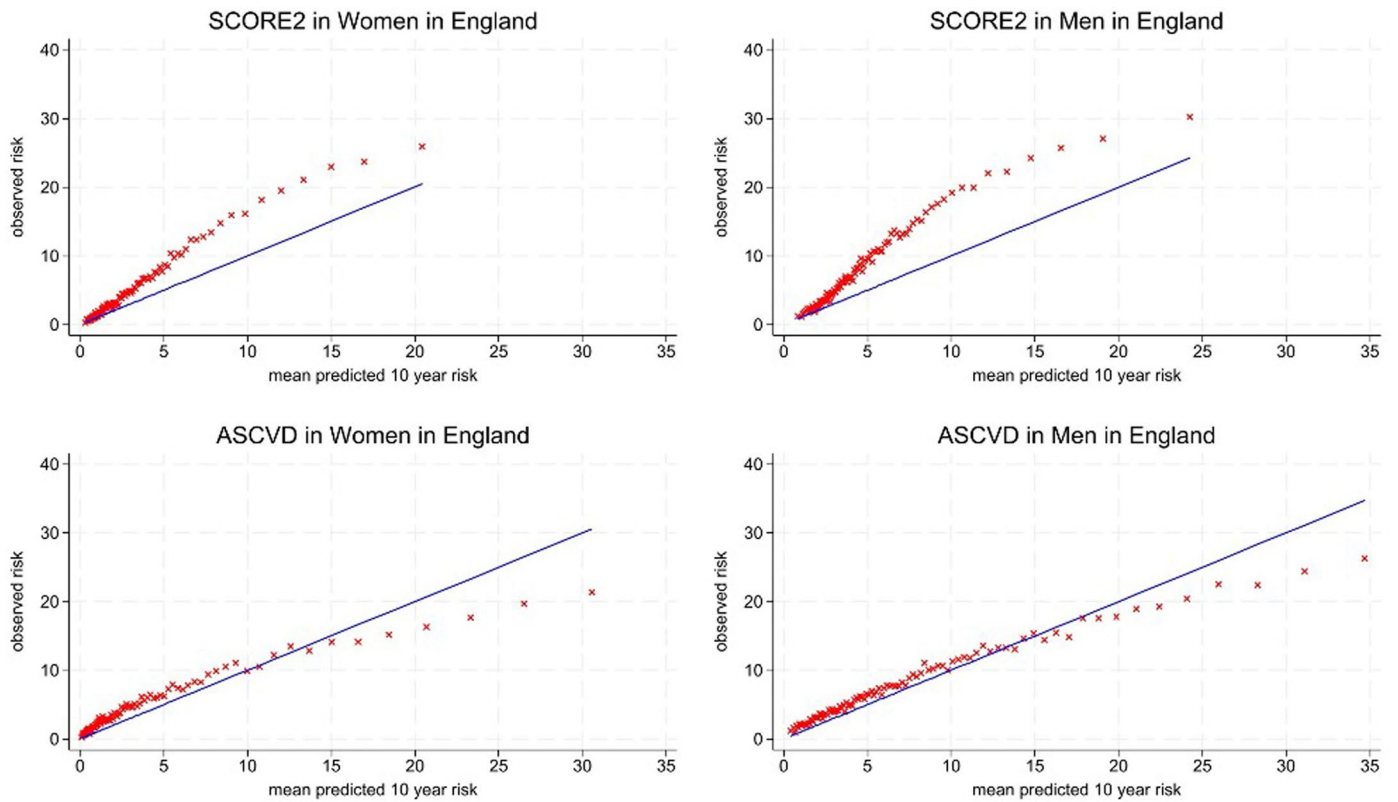 SCORE2 in Women in England
40
30
20
10
0
observed risk
0 5 10 15 20 25 30 35
mean predicted 10 year risk
SCORE2 in Men in England
40
30
20
10
0
observed risk
0 5 10 15 20 25 30 35
mean predicted 10 year risk
ASCVD in Women in England
40
30
20
10
0
observed risk
0 5 10 15 20 25 30 35
mean predicted 10 year risk
ASCVD in Men in England
40
30
20
10
0
observed risk
0 5 10 15 20 25 30 35
mean predicted 10 year risk